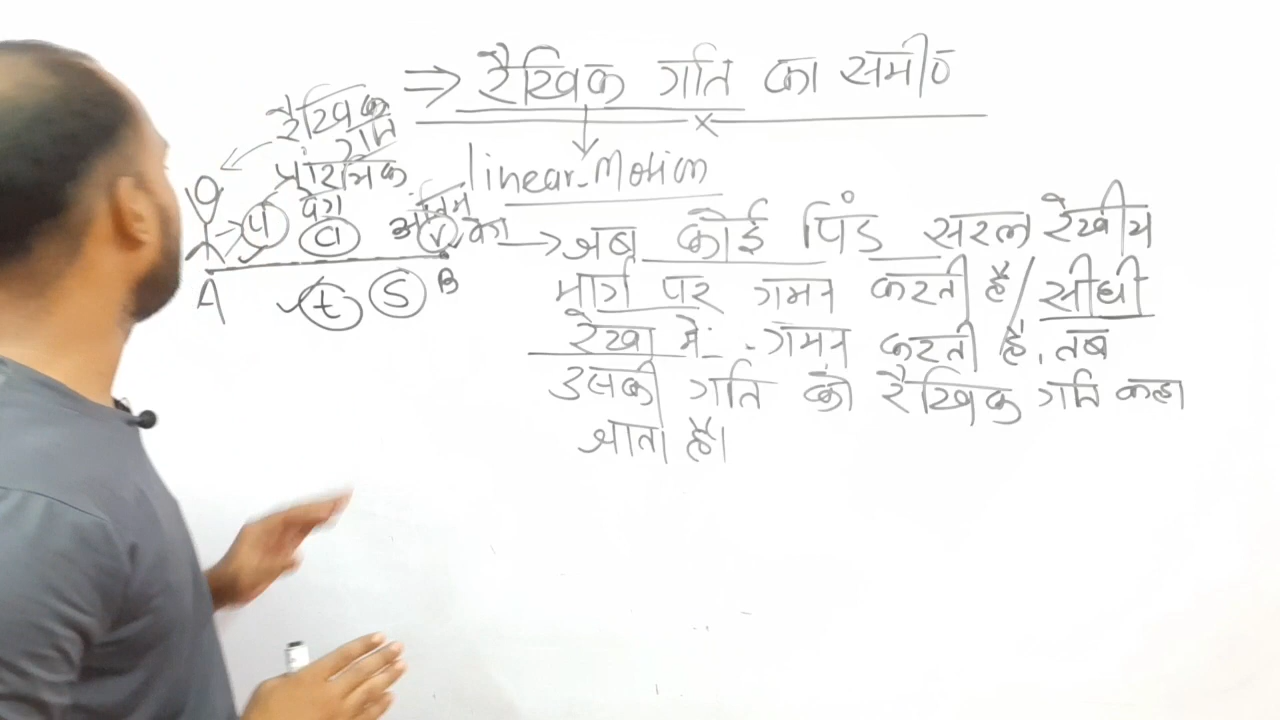 ⇒ रैखिक गति का समी०
linear-Motion
→ जब कोई पिंड सरल रेखीय
मार्ग पर गमन करती है / सीधी
रेखा में गमन करती है, तब
उसकी गति को रैखिक गति कहा
जाता है।
रैखिक
गति
प्रारंभिक
वेग
u
a
अंतिम
v
का
A
t
S
B